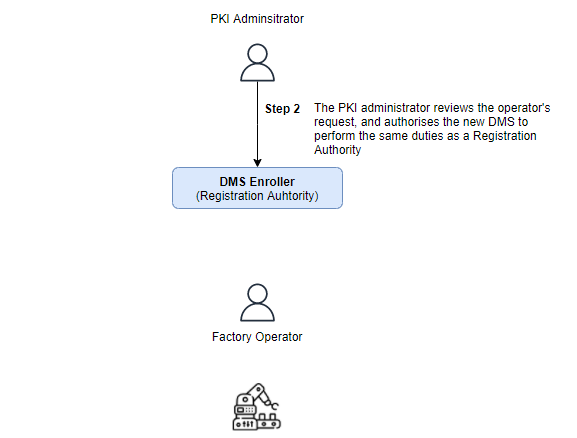 PKI Adminsitrator
Step 2
The PKI administrator reviews the operator's
request, and authorises the new DMS to
perform the same duties as a Registration
Authority
DMS Enroller
(Registration Auhtority)
Factory Operator